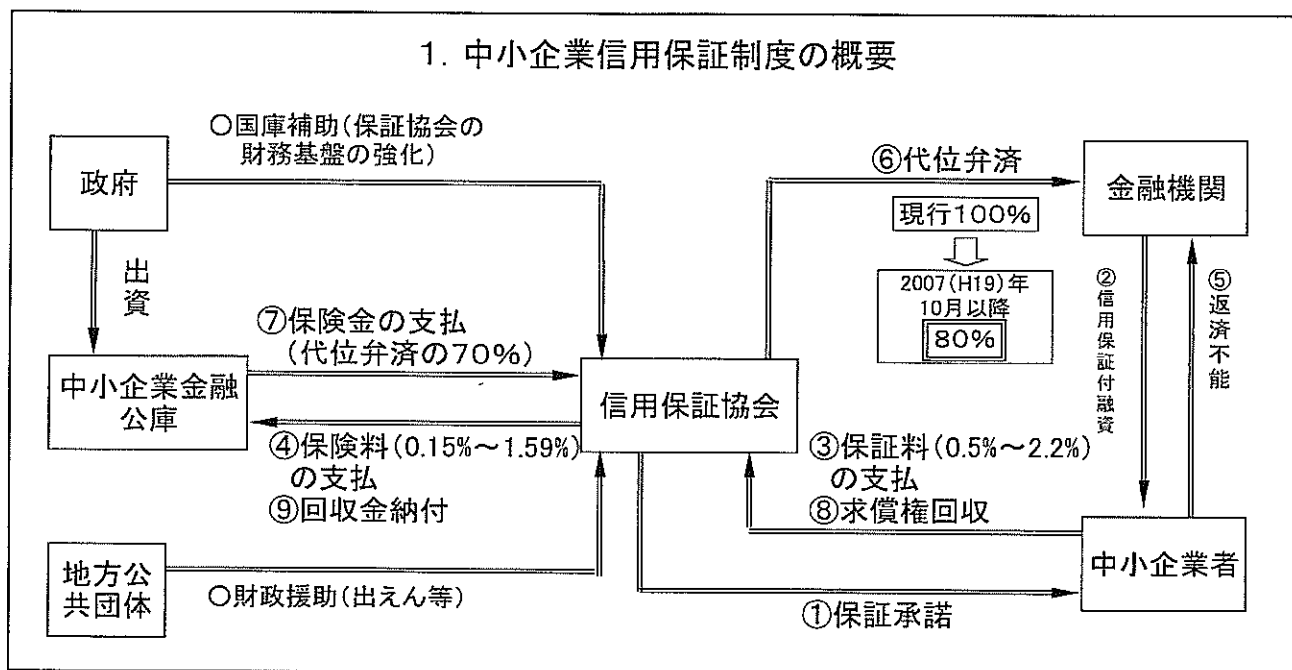 1. 中小企業信用保証制度の概要
○国庫補助(保証協会の
財務基盤の強化)
政府
⑥代位弁済
金融機関
現行100%
2007(H19)年
10月以降
80%
出資
②信用保証付融資
⑤返済不能
⑦保険金の支払
(代位弁済の70%)
中小企業金融
公庫
信用保証協会
④保険料(0.15%～1.59%)
の支払
⑨回収金納付
③保証料(0.5%～2.2%)
の支払
⑧求償権回収
地方公
共団体
○財政援助(出えん等)
中小企業者
①保証承諾